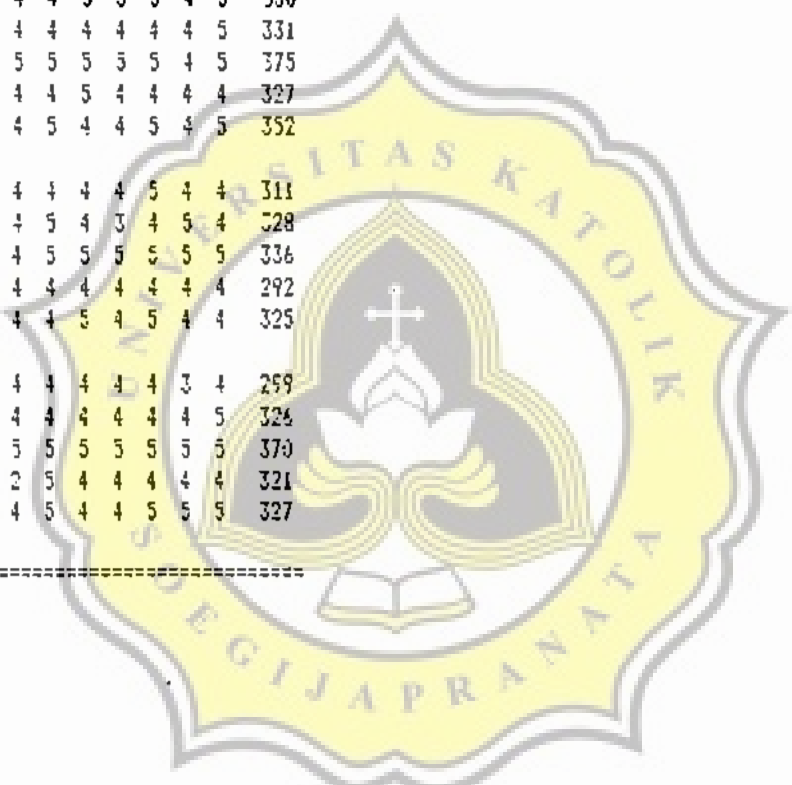 4 4 4 4 4 4 5 331
5 5 5 5 5 4 5 375
4 4 5 4 4 4 4 327
4 5 4 4 5 4 5 352
4 4 4 4 5 4 4 311
4 5 4 3 4 5 4 328
4 5 5 5 5 5 5 336
4 4 4 4 4 4 4 292
4 4 5 4 5 4 4 325
4 4 4 4 4 3 4 299
4 4 4 4 4 4 5 326
5 5 5 5 5 5 5 370
2 5 4 4 4 4 4 321
4 5 4 4 5 5 5 327
UNIVERSITAS KATOLIK
SOEGIJAPRANATA